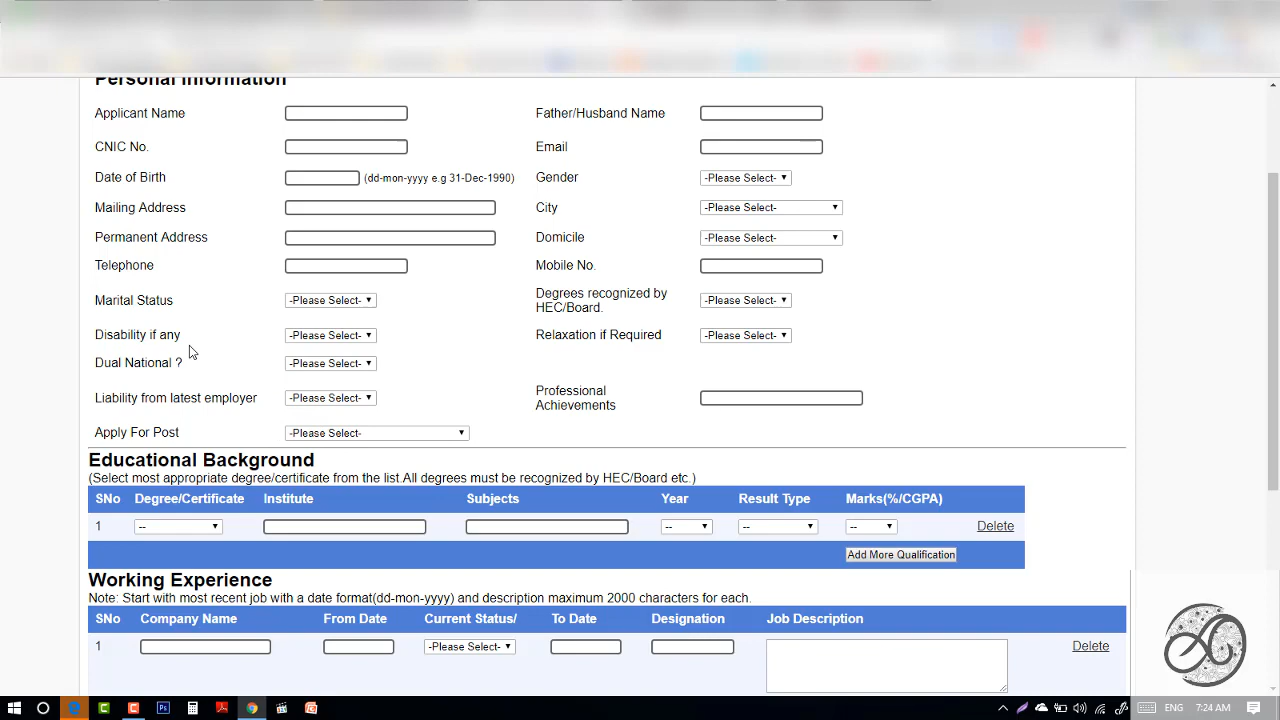 Personal Information
Applicant Name Father/Husband Name
CNIC No. Email
Date of Birth (dd-mon-yyyy e.g 31-Dec-1990) Gender -Please Select-
Mailing Address City -Please Select-
Permanent Address Domicile -Please Select-
Telephone Mobile No.
Marital Status -Please Select- Degrees recognized by
HEC/Board. -Please Select-
Disability if any -Please Select- Relaxation if Required -Please Select-
Dual National ? -Please Select-
Liability from latest employer -Please Select- Professional
Achievements
Apply For Post -Please Select-
Educational Background
(Select most appropriate degree/certificate from the list.All degrees must be recognized by HEC/Board etc.)
SNo Degree/Certificate Institute Subjects Year Result Type Marks(%/CGPA)
1 -- -- -- -- Delete
Add More Qualification
Working Experience
Note: Start with most recent job with a date format(dd-mon-yyyy) and description maximum 2000 characters for each.
SNo Company Name From Date Current Status/ To Date Designation Job Description
1 -Please Select- Delete
ENG 7:24 AM